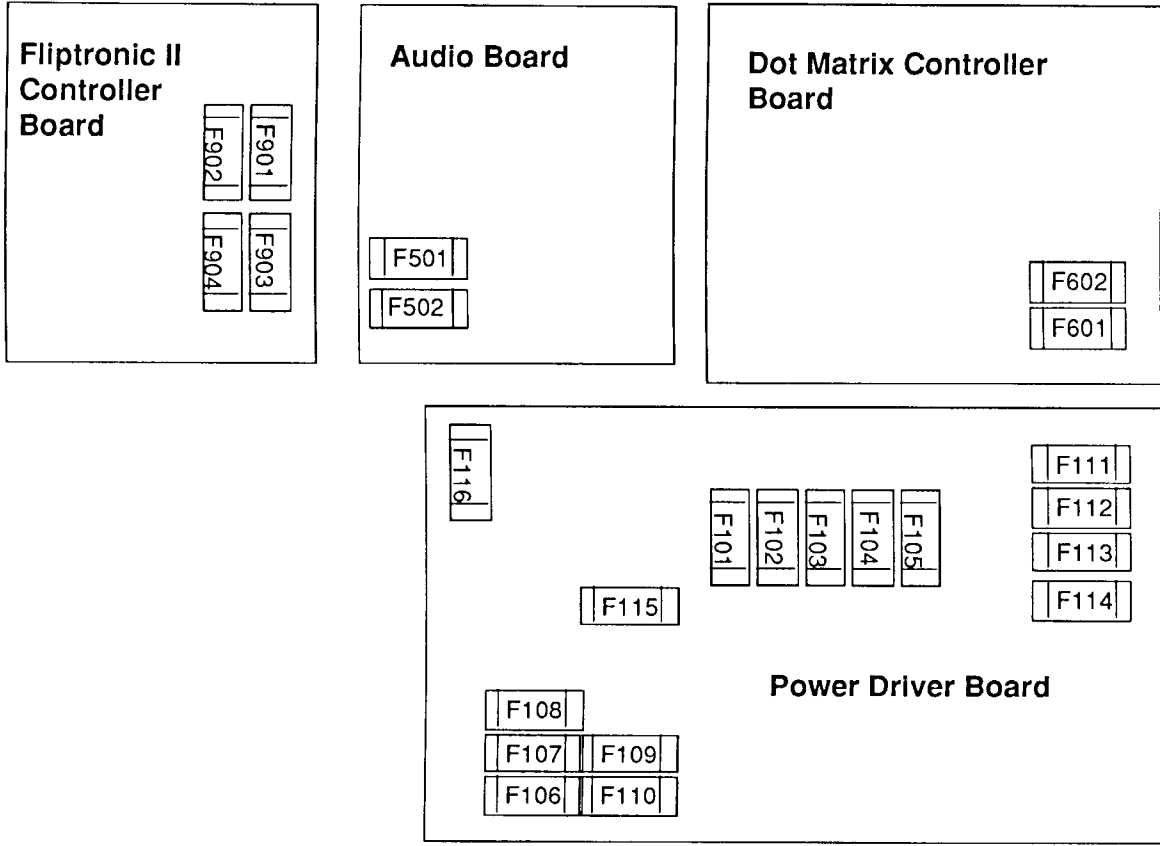 Fliptronic II
Controller
Board
F902
F901
F904
F903
Audio Board
F501
F502
Dot Matrix Controller
Board
F602
F601
F116
F101
F102
F103
F104
F105
F111
F112
F113
F114
F115
Power Driver Board
F108
F107
F109
F106
F110